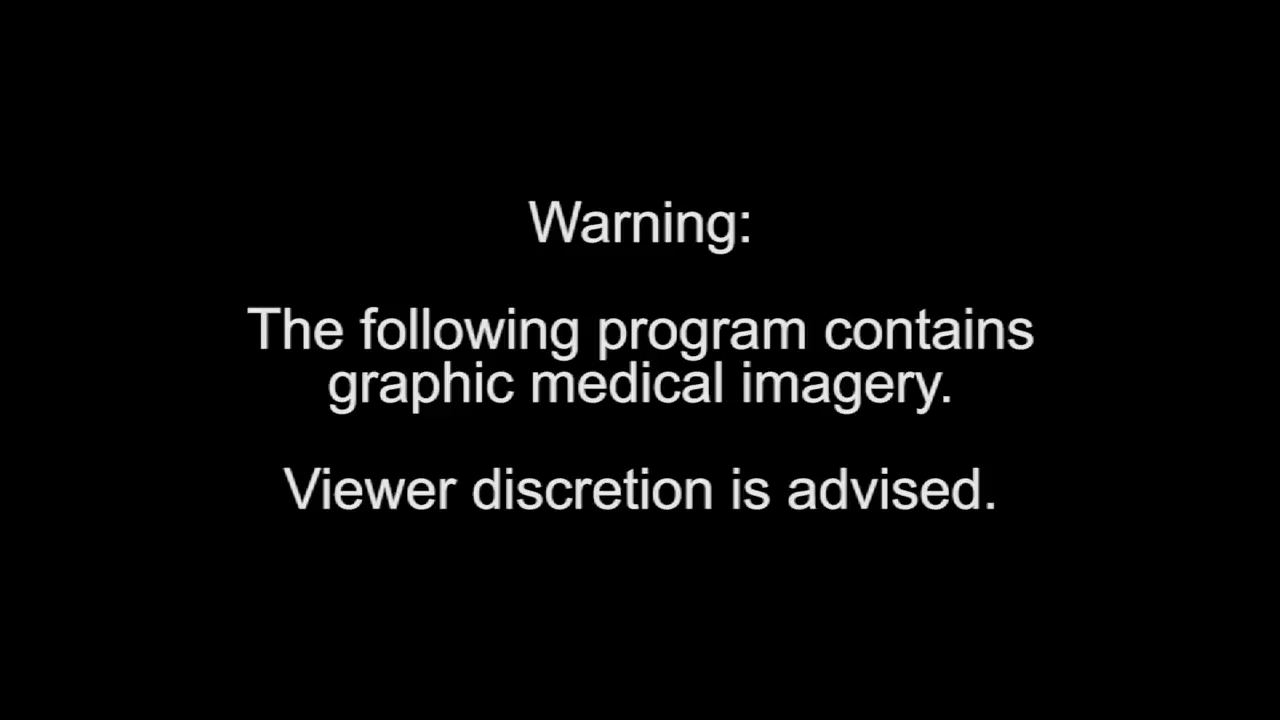 Warning:
The following program contains
graphic medical imagery.
Viewer discretion is advised.